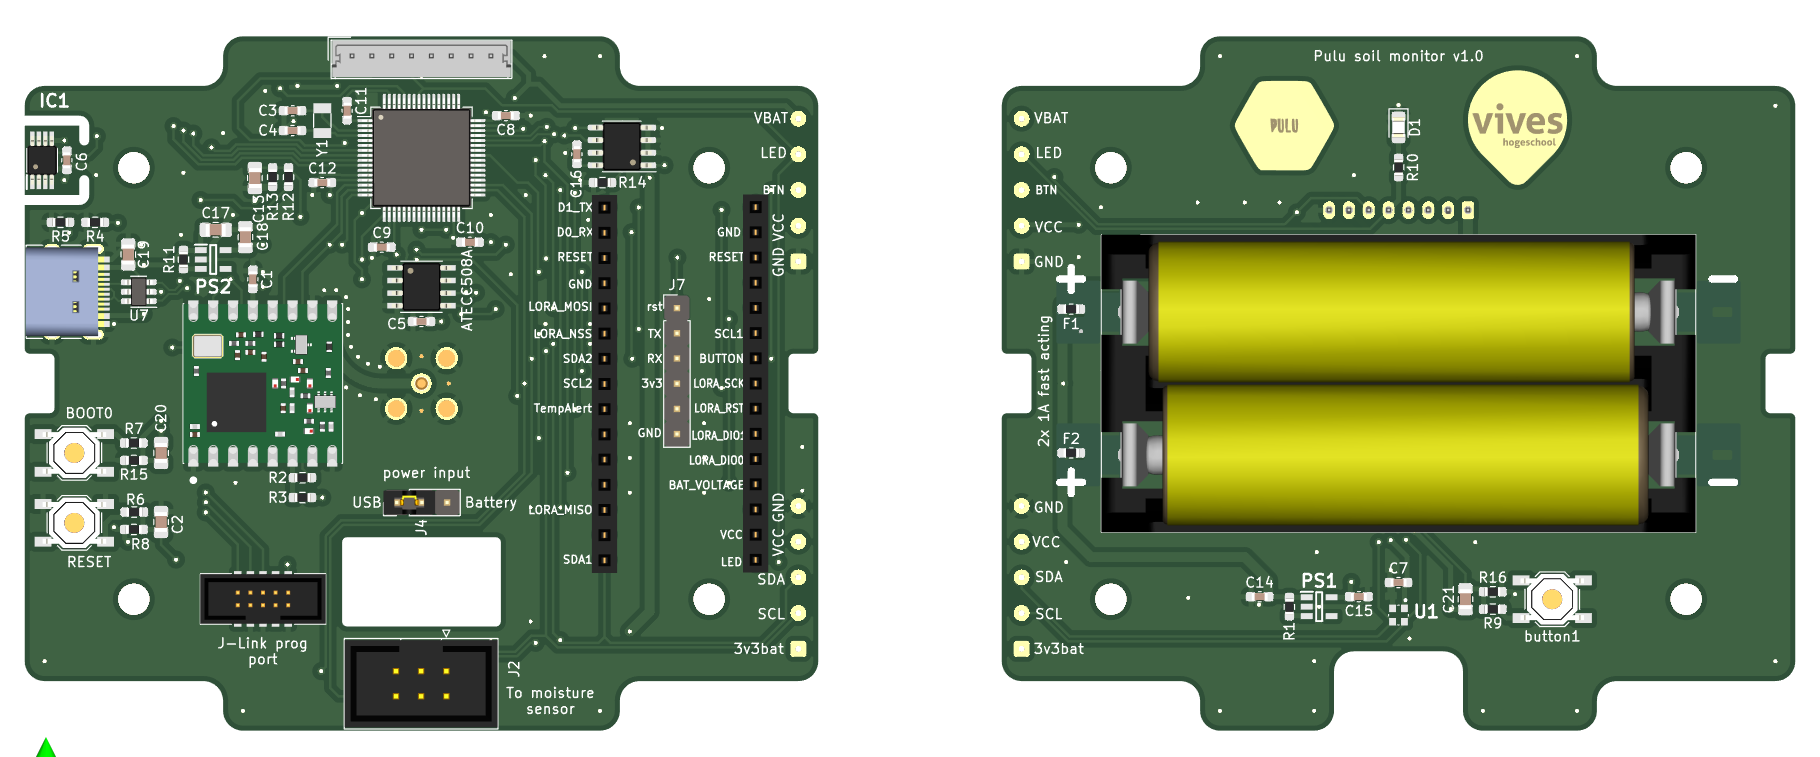 IC1
C6
C3
C4
Y1
C11
C8
C12
C16
R14
VBAT
LED
BTN
GND VCC
R5
R4
C19
R11
C17
C13
R13
R12
C18
PS2
C1
U7
C9
C10
C5
ATECC508A
D1_TX
D0_RX
RESET
GND
LORA_MOSI
LORA_NSS
SDA2
SCL2
TempAlert
LORA_MISO
SDA1
J7
rst
TX
RX
3v3
GND
GND
RESET
SCL1
BUTTON
LORA_SCK
LORA_RST
LORA_DIO1
LORA_DIO0
BAT_VOLTAGE
VCC
LED
VCC GND
SDA
SCL
3v3bat
BOOT0
R7
R15
C20
R6
R8
C2
RESET
R2
R3
power input
USB
Battery
J4
J-Link prog
port
J2
To moisture
sensor
Pulu soil monitor v1.0
PULU
vives
hogeschool
D1
R10
VBAT
LED
BTN
VCC
GND
F1
2x 1A fast acting
F2
GND
VCC
SDA
SCL
3v3bat
C14
PS1
R1
C15
C7
U1
C21
R16
R9
button1